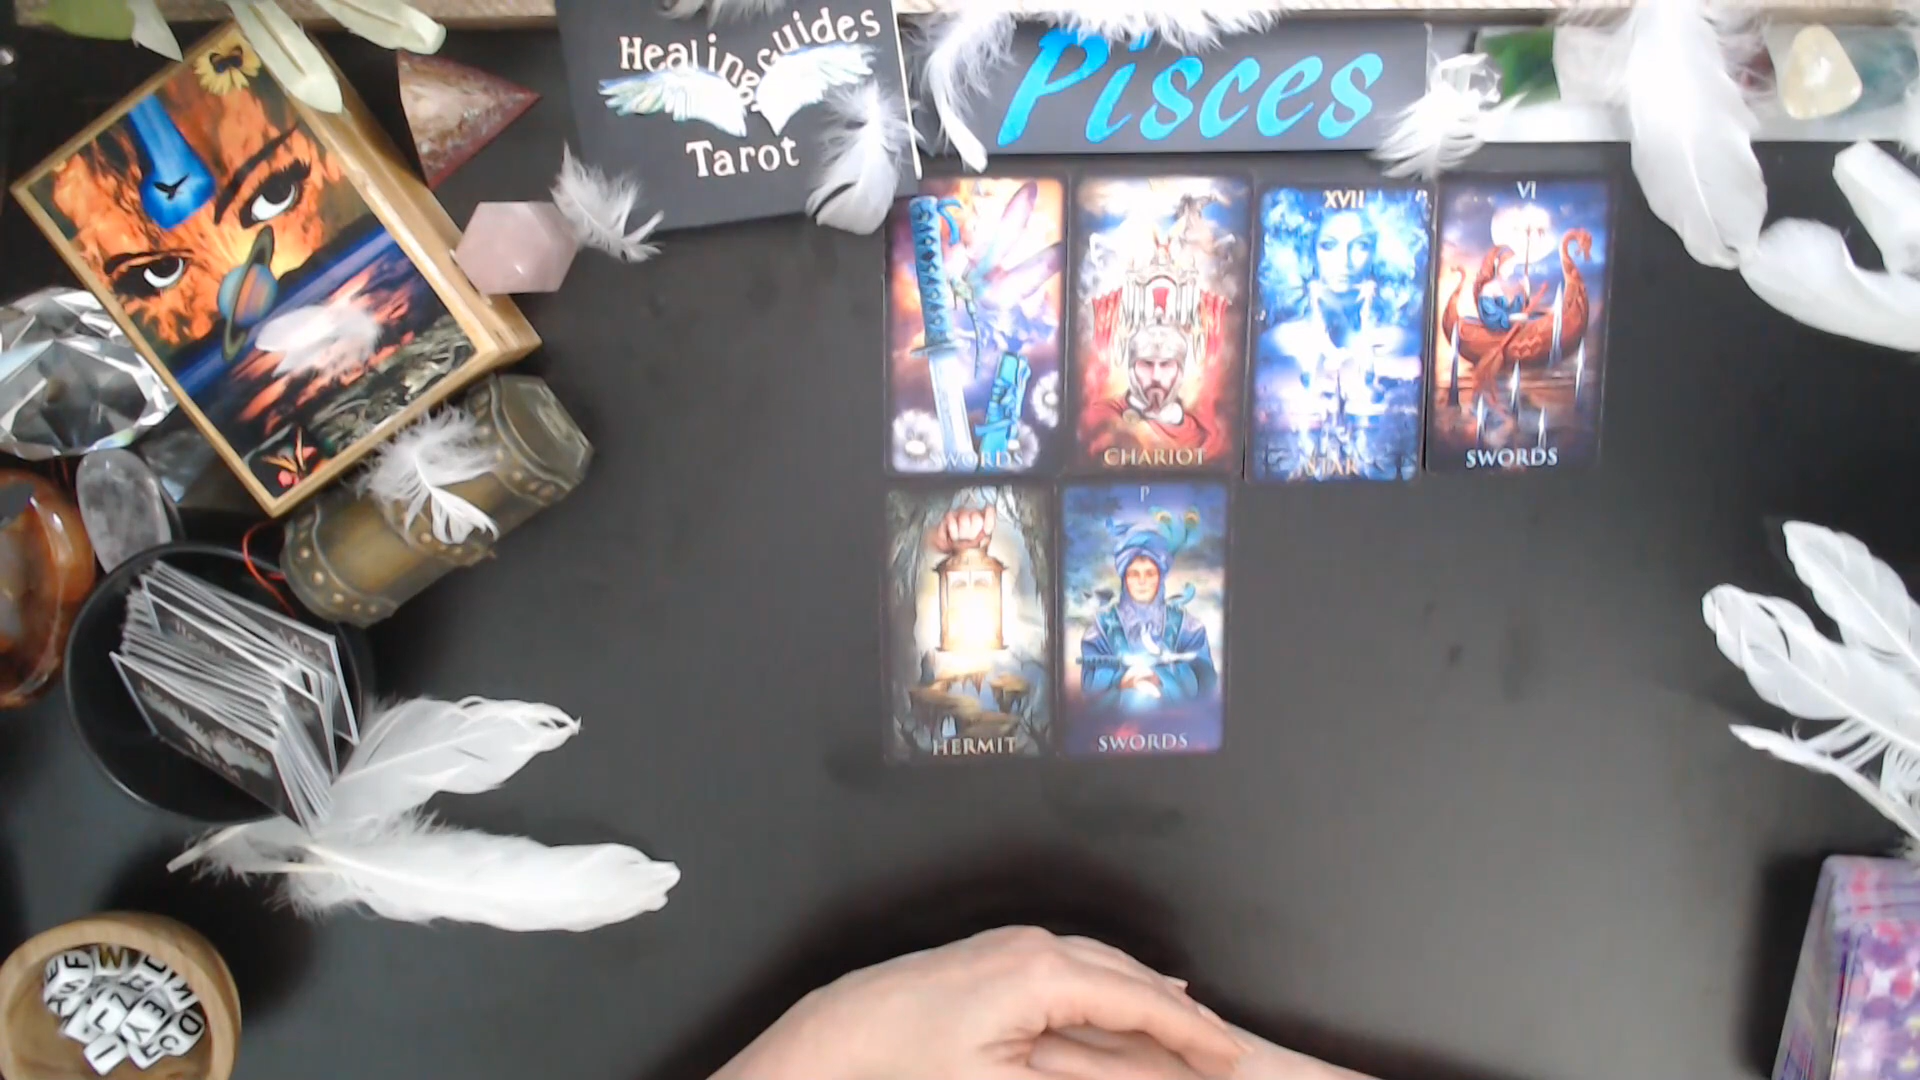 Healing Guides
Tarot
Pisces
SWORDS
CHARIOT
XVII
STAR
VI
SWORDS
HERMIT
P
SWORDS